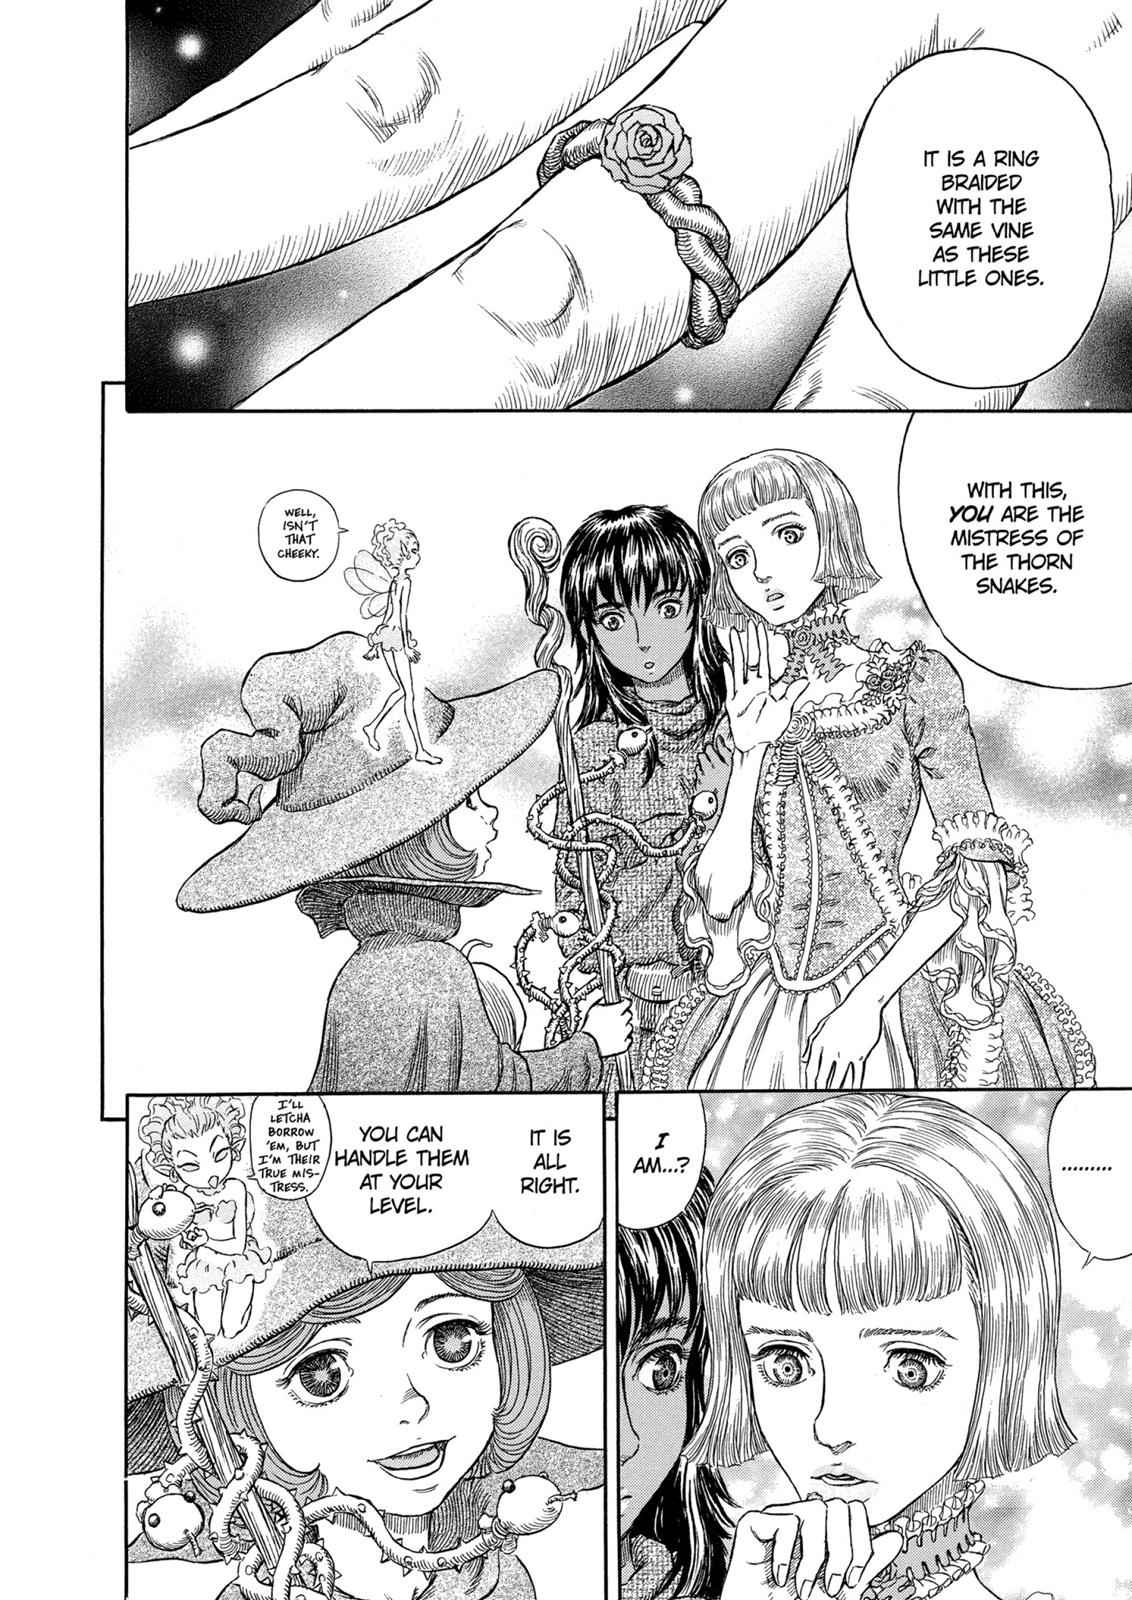 IT IS A RING
BRAIDED
WITH THE
SAME VINE
AS THESE
LITTLE ONES.
WITH THIS,
YOU ARE THE
MISTRESS OF
THE THORN
SNAKES.
WELL,
ISN'T
THAT
CHEEKY.
..........
I
AM...?
IT IS
ALL
RIGHT.
YOU CAN
HANDLE THEM
AT YOUR
LEVEL.
I'LL
LETCHA
BORROW
'EM, BUT
I'M THEIR
TRUE MIS-
TRESS.